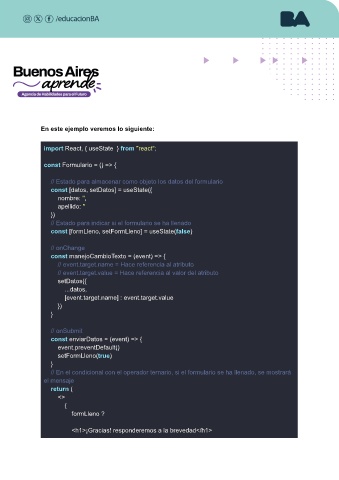 /educacionBA
BA
Buenos Aires
aprende
Agencia de Habilidades para el Futuro
En este ejemplo veremos lo siguiente:
import React, { useState } from "react";
const Formulario = () => {
// Estado para almacenar como objeto los datos del formulario
const [datos, setDatos] = useState({
nombre: '',
apellido: ''
})
// Estado para indicar si el formulario se ha llenado
const [formLleno, setFormLleno] = useState(false)
// onChange
const manejoCambioTexto = (event) => {
// event.target.name = Hace referencia al atributo
// event.target.value = Hace referencia al valor del atributo
setDatos({
...datos,
[event.target.name] : event.target.value
})
}
// onSubmit
const enviarDatos = (event) => {
event.preventDefault()
setFormLleno(true)
}
// En el condicional con el operador ternario, si el formulario se ha llenado, se mostrará
el mensaje
return (
<>
{
formLleno ?
<h1>¡Gracias! responderemos a la brevedad</h1>